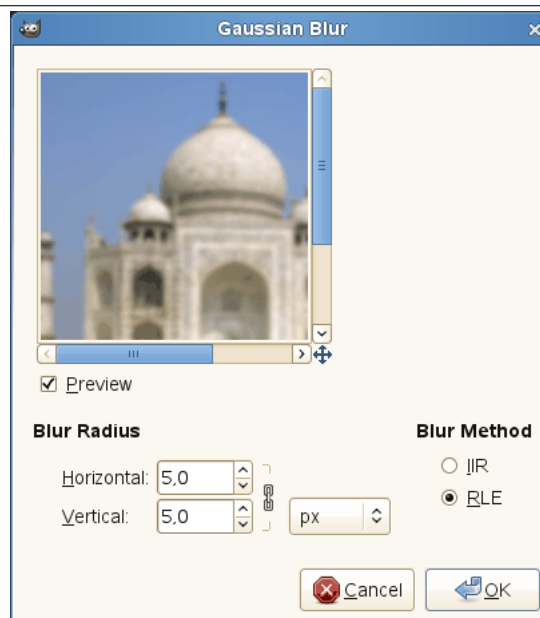 Gaussian Blur
Preview
Blur Radius
Blur Method
Horizontal: 5,0
Vertical: 5,0
px
IIR
RLE
Cancel
OK